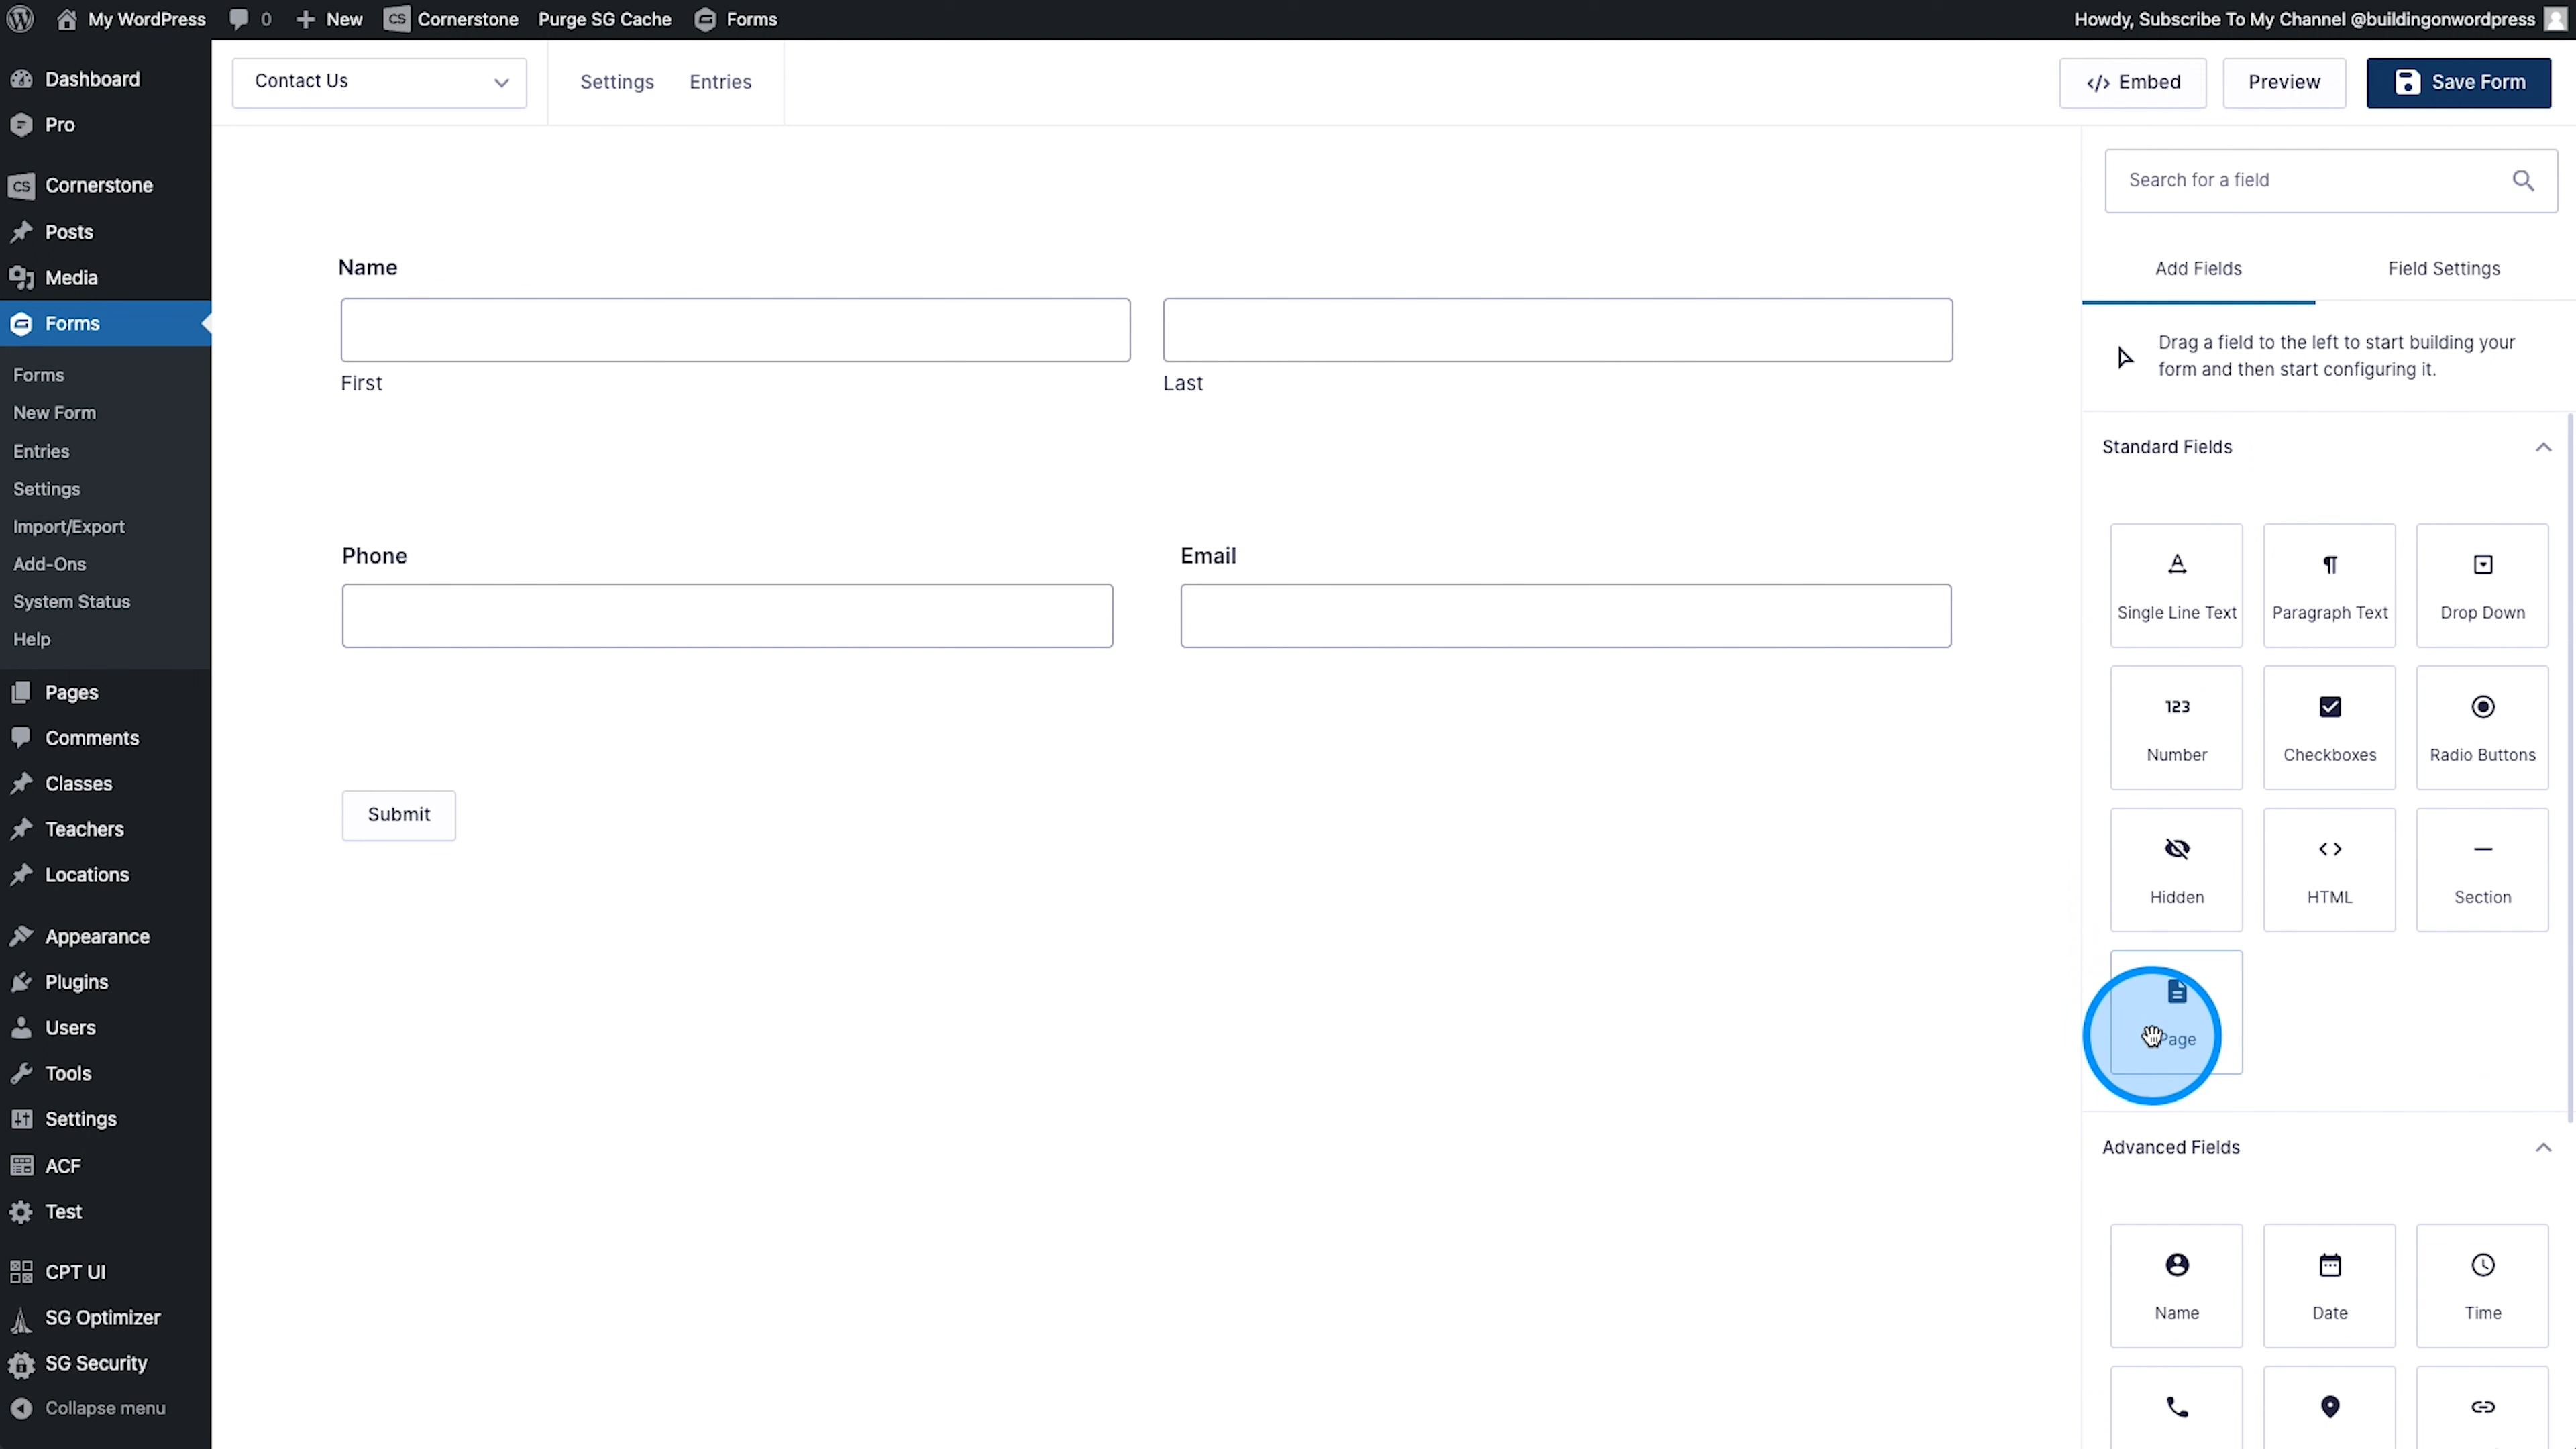 My WordPress
0
New
CS
Cornerstone
Purge SG Cache
Forms
Howdy, Subscribe To My Channel @buildingonwordpress
Dashboard
Pro
CS
Cornerstone
Posts
Media
Forms
Forms
New Form
Entries
Settings
Import/Export
Add-Ons
System Status
Help
Pages
Comments
Classes
Teachers
Locations
Appearance
Plugins
Users
Tools
Settings
ACF
Test
CPT UI
SG Optimizer
SG Security
Collapse menu
Contact Us
Settings
Entries
</> Embed
Preview
Save Form
Name
First
Last
Phone
Email
Submit
Search for a field
Add Fields
Field Settings
Drag a field to the left to start building your
form and then start configuring it.
Standard Fields
Single Line Text
Paragraph Text
Drop Down
123
Number
Checkboxes
Radio Buttons
Hidden
HTML
Section
Page
Advanced Fields
Name
Date
Time